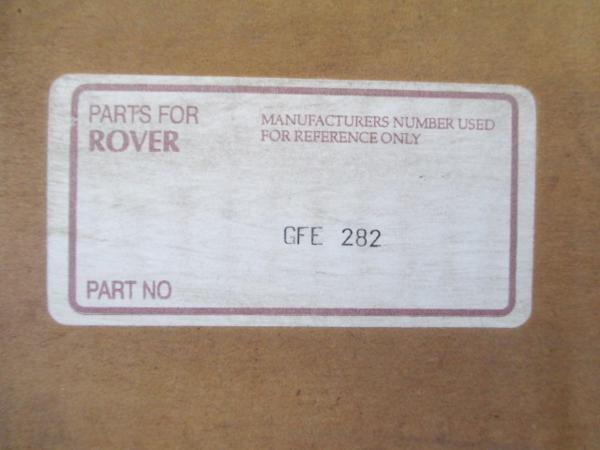 PARTS FOR
ROVER
MANUFACTURERS NUMBER USED
FOR REFERENCE ONLY
GFE 282
PART NO